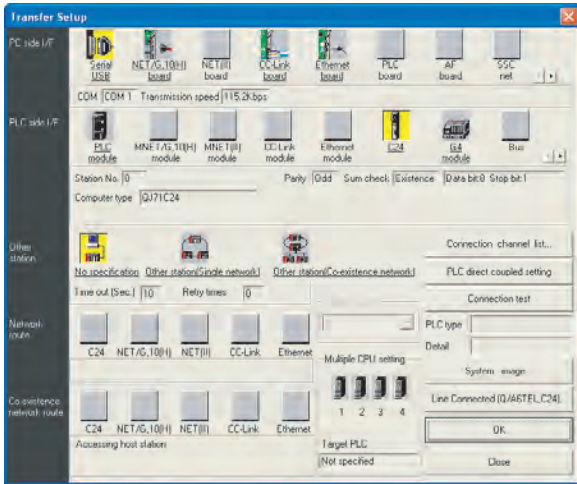 Transfer Setup
PC side I/F
Serial USB
NET/G,10(H) board
NET(II) board
CC-Link board
Ethernet board
PLC board
AF board
SSC net
COM COM 1 Transmission speed 115.2Kbps
PLC side I/F
PLC module
MNET/G,10(H) module
MNET(II) module
CC-Link module
Ethernet module
C24
G4 module
Bus
Station No. 0 Parity Odd Sum check Existence Data bit:8 Stop bit:1
Computer type QJ71C24
Other station
No specification
Other station(Single network)
Other station(Co-existence network)
Time out (Sec.) 10 Retry times 0
Network route
C24 NET/G,10(H) NET(II) CC-Link Ethernet
Co-existence network route
C24 NET/G,10(H) NET(II) CC-Link Ethernet
Accessing host station
Multiple CPU setting
1 2 3 4
Target PLC
Not specified
Connection channel list...
PLC direct coupled setting
Connection test
PLC type
Detail
System image
Line Connected (Q/A6TEL,C24).
OK
Close